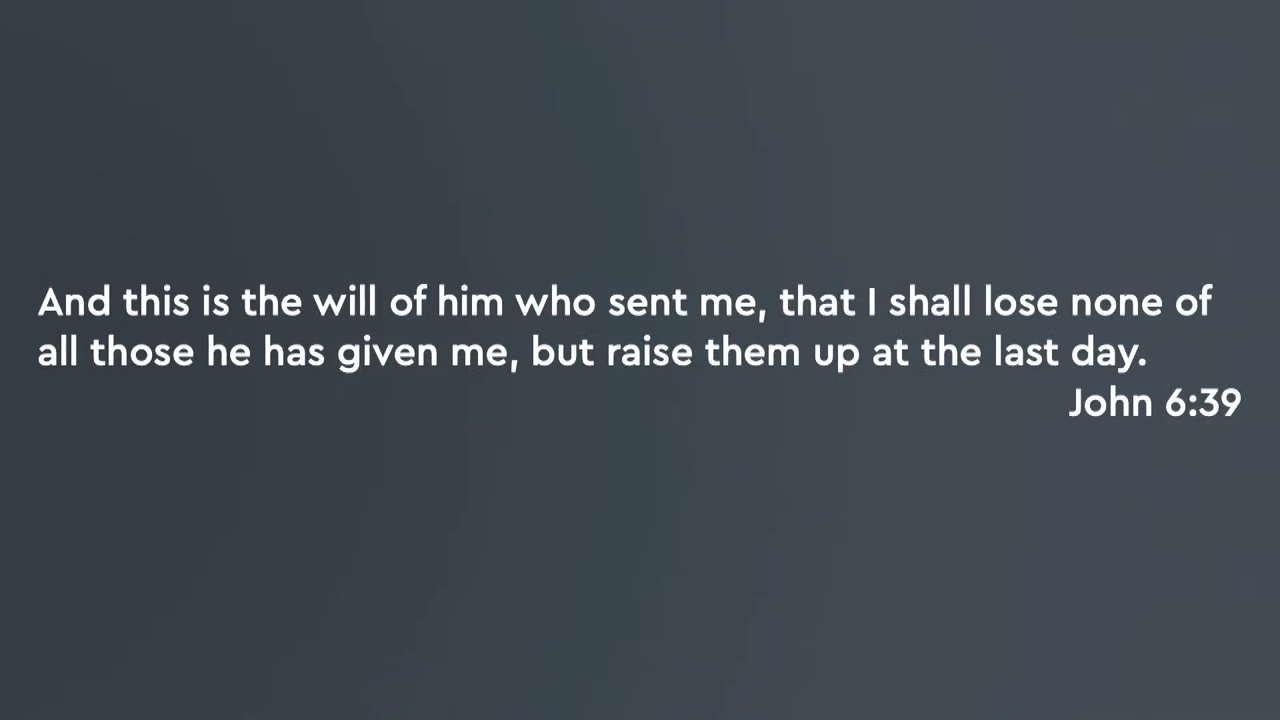 And this is the will of him who sent me, that I shall lose none of
all those he has given me, but raise them up at the last day.
John 6:39